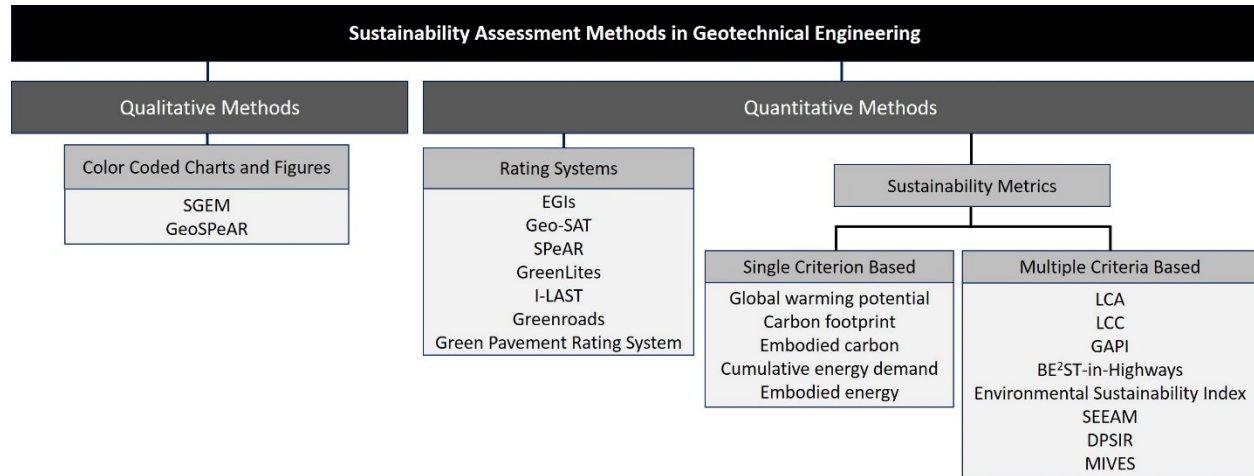 Sustainability Assessment Methods in Geotechnical Engineering
Qualitative Methods
Color Coded Charts and Figures
SGEM
GeoSPeAR
Quantitative Methods
Rating Systems
EGIs
Geo-SAT
SPeAR
GreenLites
I-LAST
Greenroads
Green Pavement Rating System
Sustainability Metrics
Single Criterion Based
Global warming potential
Carbon footprint
Embodied carbon
Cumulative energy demand
Embodied energy
Multiple Criteria Based
LCA
LCC
GAPI
BE²ST-in-Highways
Environmental Sustainability Index
SEEAM
DPSIR
MIVES